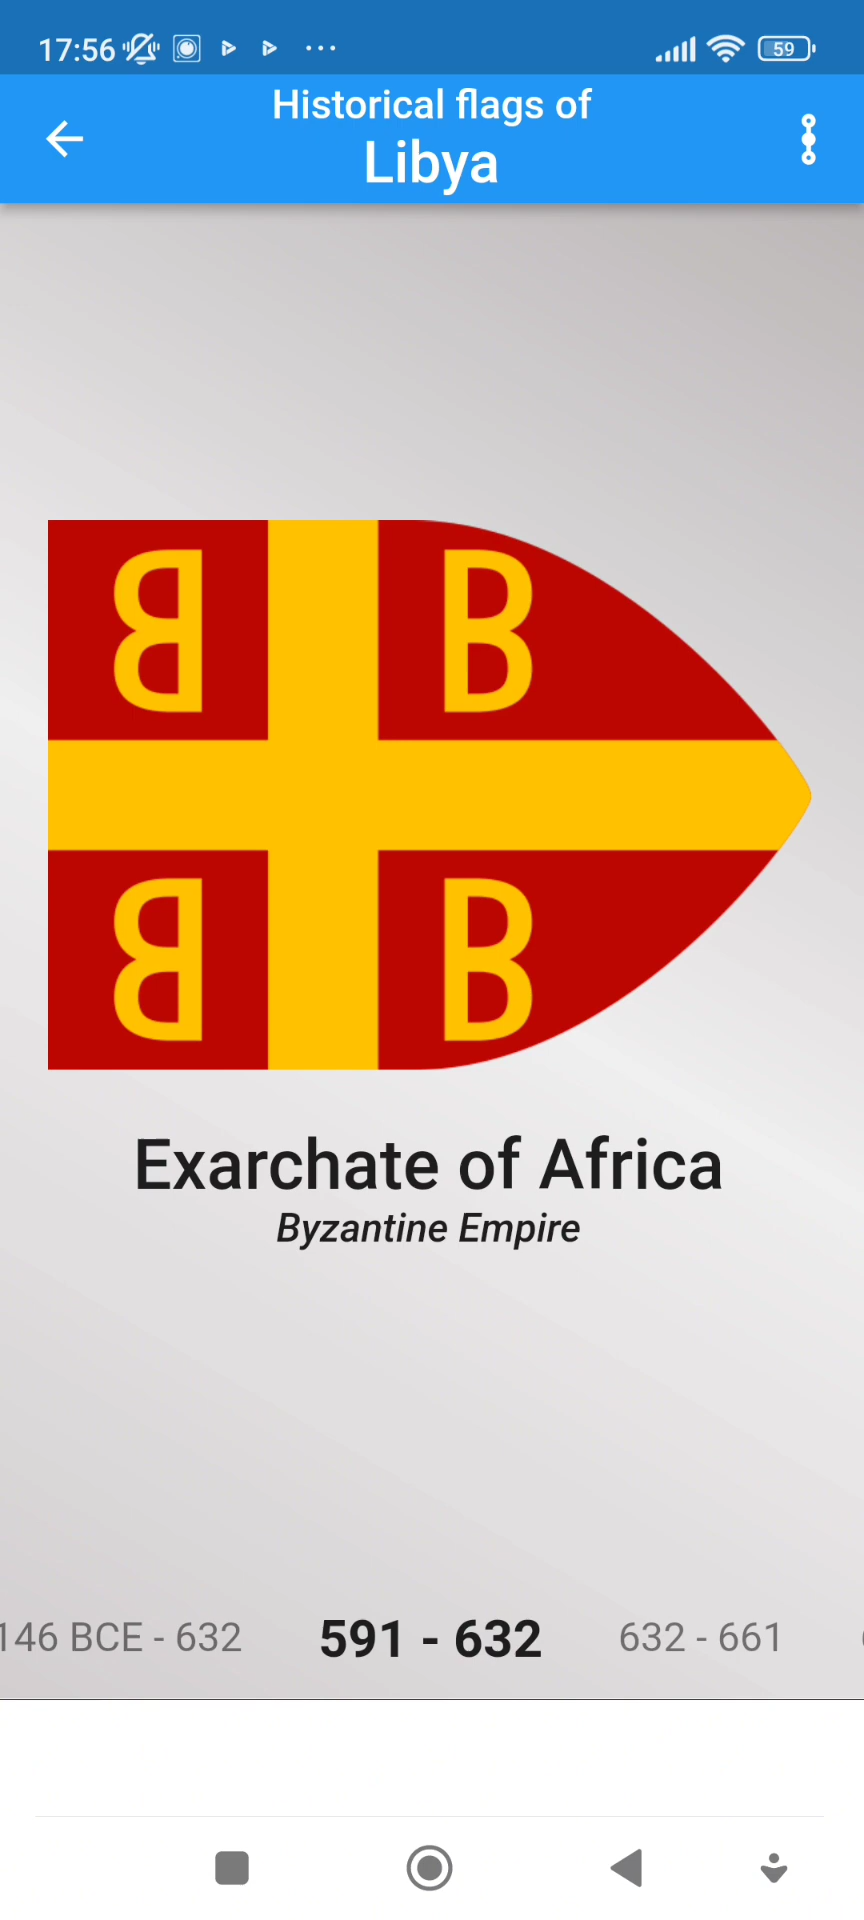 17:56
59
Historical flags of
Libya
B B
B B
Exarchate of Africa
Byzantine Empire
146 BCE - 632 591 - 632 632 - 661